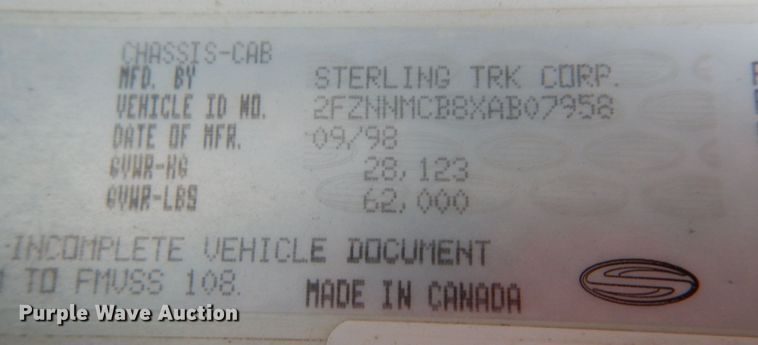 CHASSIS-CAB
MFD. BY STERLING TRK CORP.
VEHICLE ID NO. 2FZNNMCB8XAB07958
DATE OF MFR. 09/98
GVWR-KG 28,123
GVWR-LBS 62,000
-INCOMPLETE VEHICLE DOCUMENT
TO FMVSS 108.
MADE IN CANADA
Purple Wave Auction